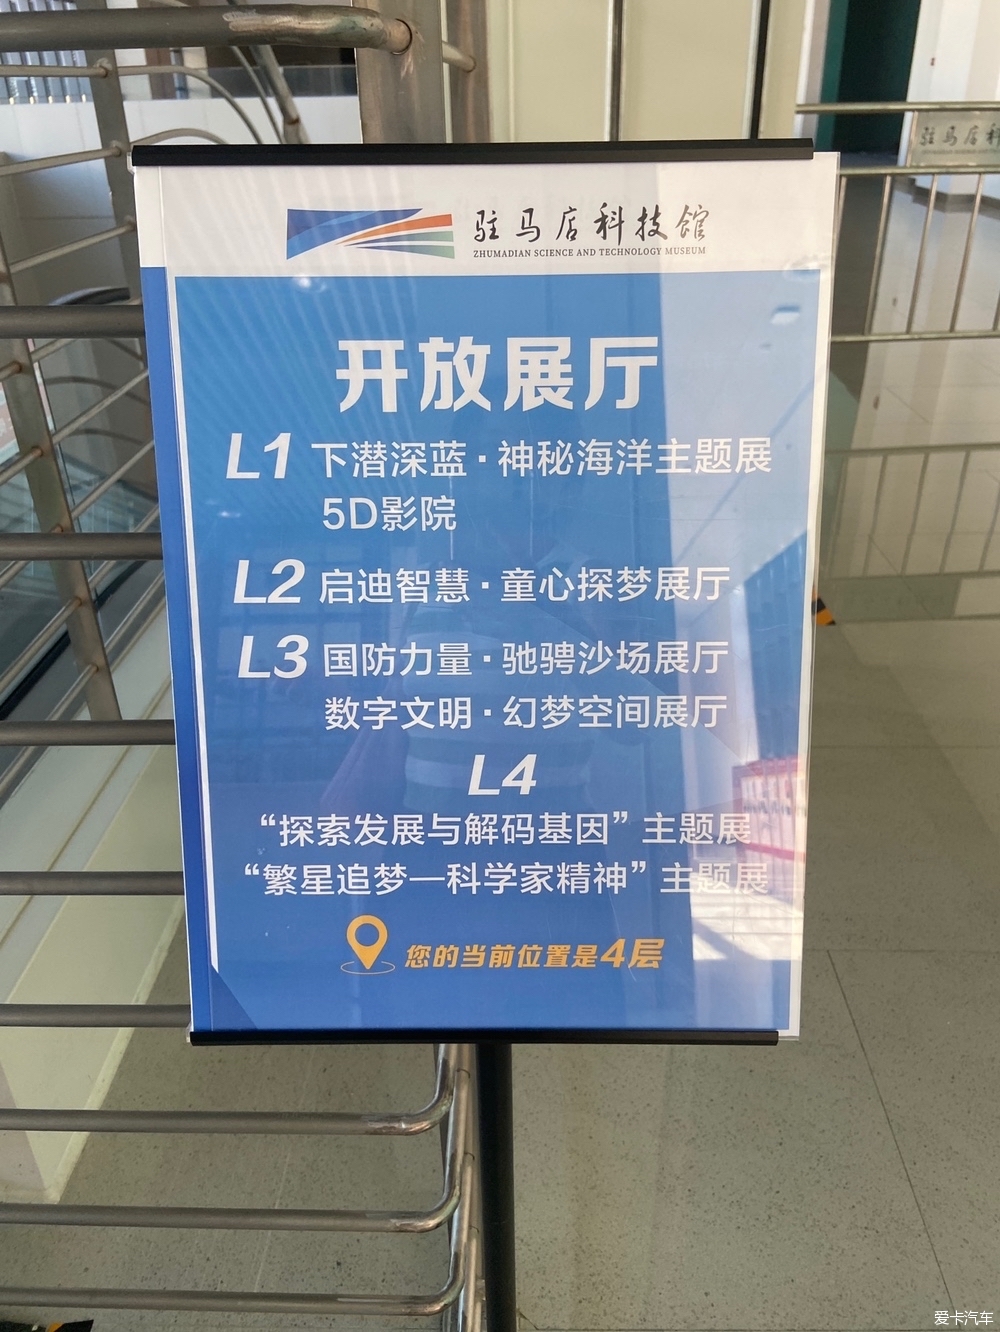 驻马店科技馆
ZHUMADIAN SCIENCE AND TECHNOLOGY MUSEUM
驻马店科
开放展厅
L1 下潜深蓝·神秘海洋主题展
5D影院
L2 启迪智慧·童心探梦展厅
L3 国防力量·驰骋沙场展厅
数字文明·幻梦空间展厅
L4
“探索发展与解码基因”主题展
“繁星追梦—科学家精神”主题展
您的当前位置是4层
爱卡汽车